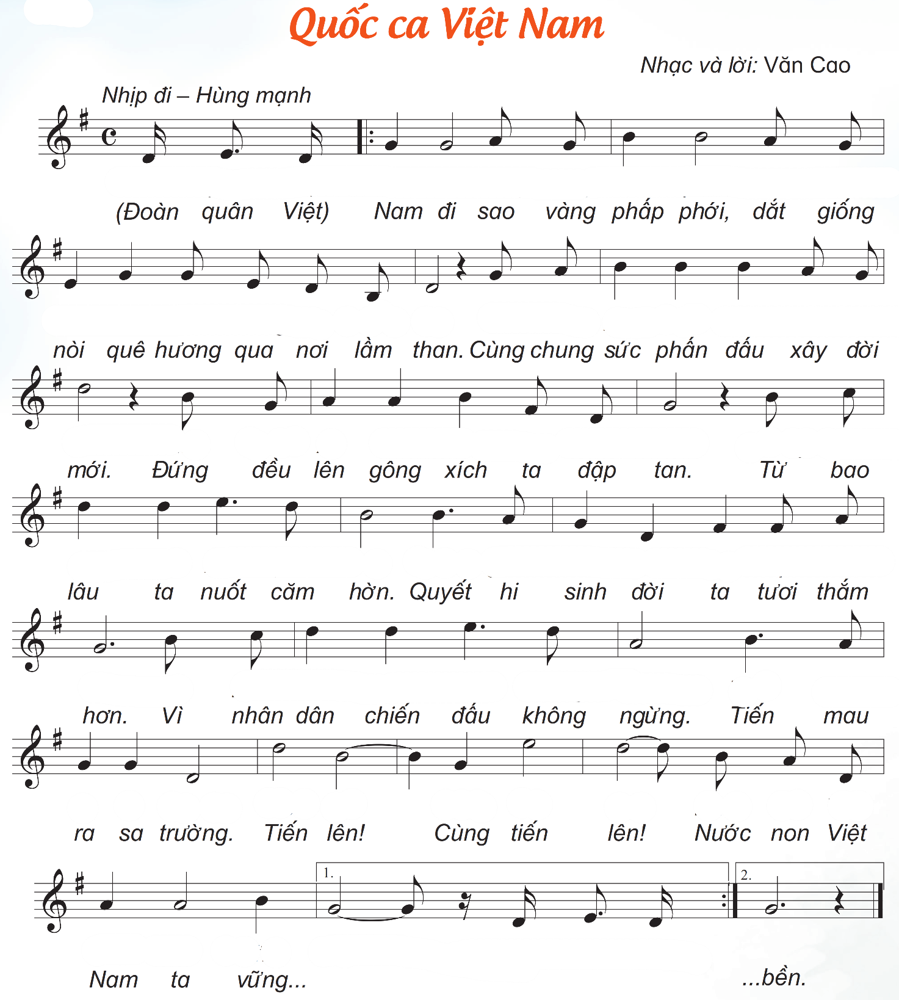 Quốc ca Việt Nam
Nhạc và lời: Văn Cao
Nhịp đi – Hùng mạnh
(Đoàn quân Việt) Nam đi sao vàng phấp phới, dắt giống
nòi quê hương qua nơi lầm than. Cùng chung sức phấn đấu xây đời
mới. Đứng đều lên gông xích ta đập tan. Từ bao
lâu ta nuốt căm hờn. Quyết hi sinh đời ta tươi thắm
hơn. Vì nhân dân chiến đấu không ngừng. Tiến mau
ra sa trường. Tiến lên! Cùng tiến lên! Nước non Việt
1. 2.
Nam ta vững... ...bền.